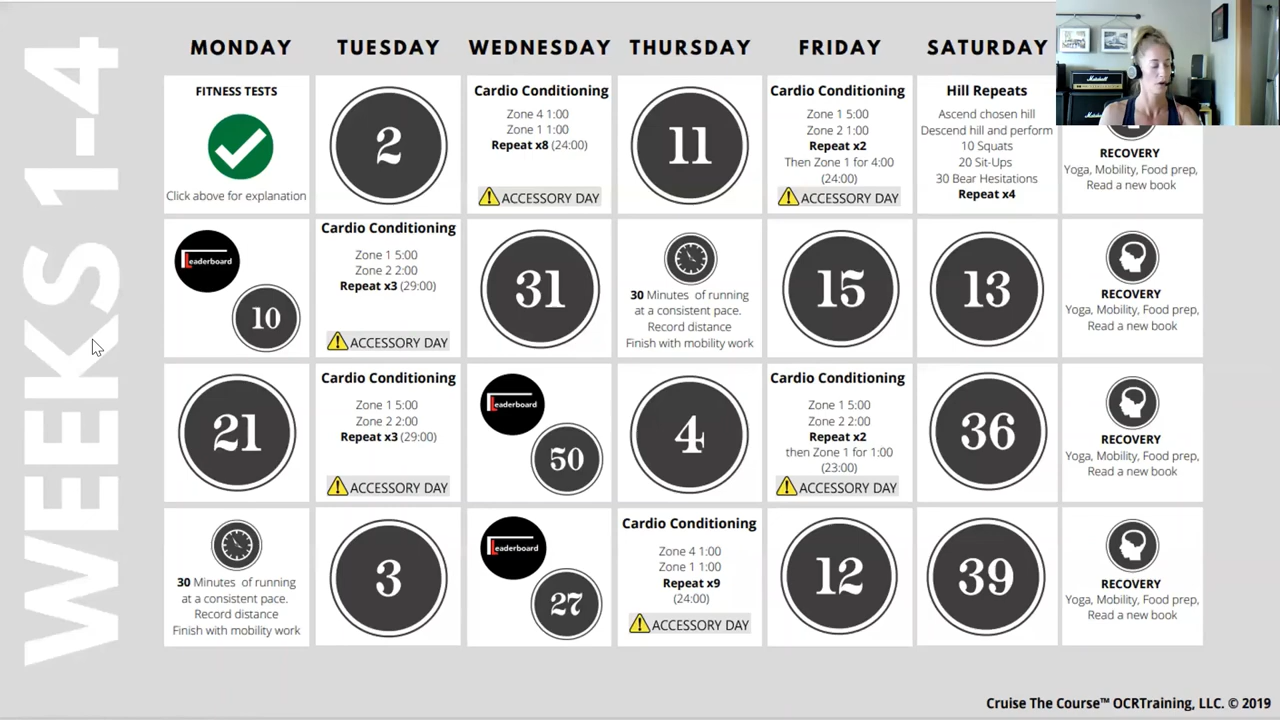 WEEKS 1-4
MONDAY
TUESDAY
WEDNESDAY
THURSDAY
FRIDAY
SATURDAY
FITNESS TESTS
Click above for explanation
2
Cardio Conditioning
Zone 4 1:00
Zone 1 1:00
Repeat x8 (24:00)
ACCESSORY DAY
11
Cardio Conditioning
Zone 1 5:00
Zone 2 1:00
Repeat x2
Then Zone 1 for 4:00
(24:00)
ACCESSORY DAY
Hill Repeats
Ascend chosen hill
Descend hill and perform
10 Squats
20 Sit-Ups
30 Bear Hesitations
Repeat x4
RECOVERY
Yoga, Mobility, Food prep,
Read a new book
Leaderboard
10
Cardio Conditioning
Zone 1 5:00
Zone 2 2:00
Repeat x3 (29:00)
ACCESSORY DAY
31
30 Minutes of running
at a consistent pace.
Record distance
Finish with mobility work
15
13
RECOVERY
Yoga, Mobility, Food prep,
Read a new book
21
Cardio Conditioning
Zone 1 5:00
Zone 2 2:00
Repeat x3 (29:00)
ACCESSORY DAY
Leaderboard
50
4
Cardio Conditioning
Zone 1 5:00
Zone 2 2:00
Repeat x2
then Zone 1 for 1:00
(23:00)
ACCESSORY DAY
36
RECOVERY
Yoga, Mobility, Food prep,
Read a new book
30 Minutes of running
at a consistent pace.
Record distance
Finish with mobility work
3
Leaderboard
27
Cardio Conditioning
Zone 4 1:00
Zone 1 1:00
Repeat x9
(24:00)
ACCESSORY DAY
12
39
RECOVERY
Yoga, Mobility, Food prep,
Read a new book
Cruise The Course™ OCRTraining, LLC. © 2019
Marshall